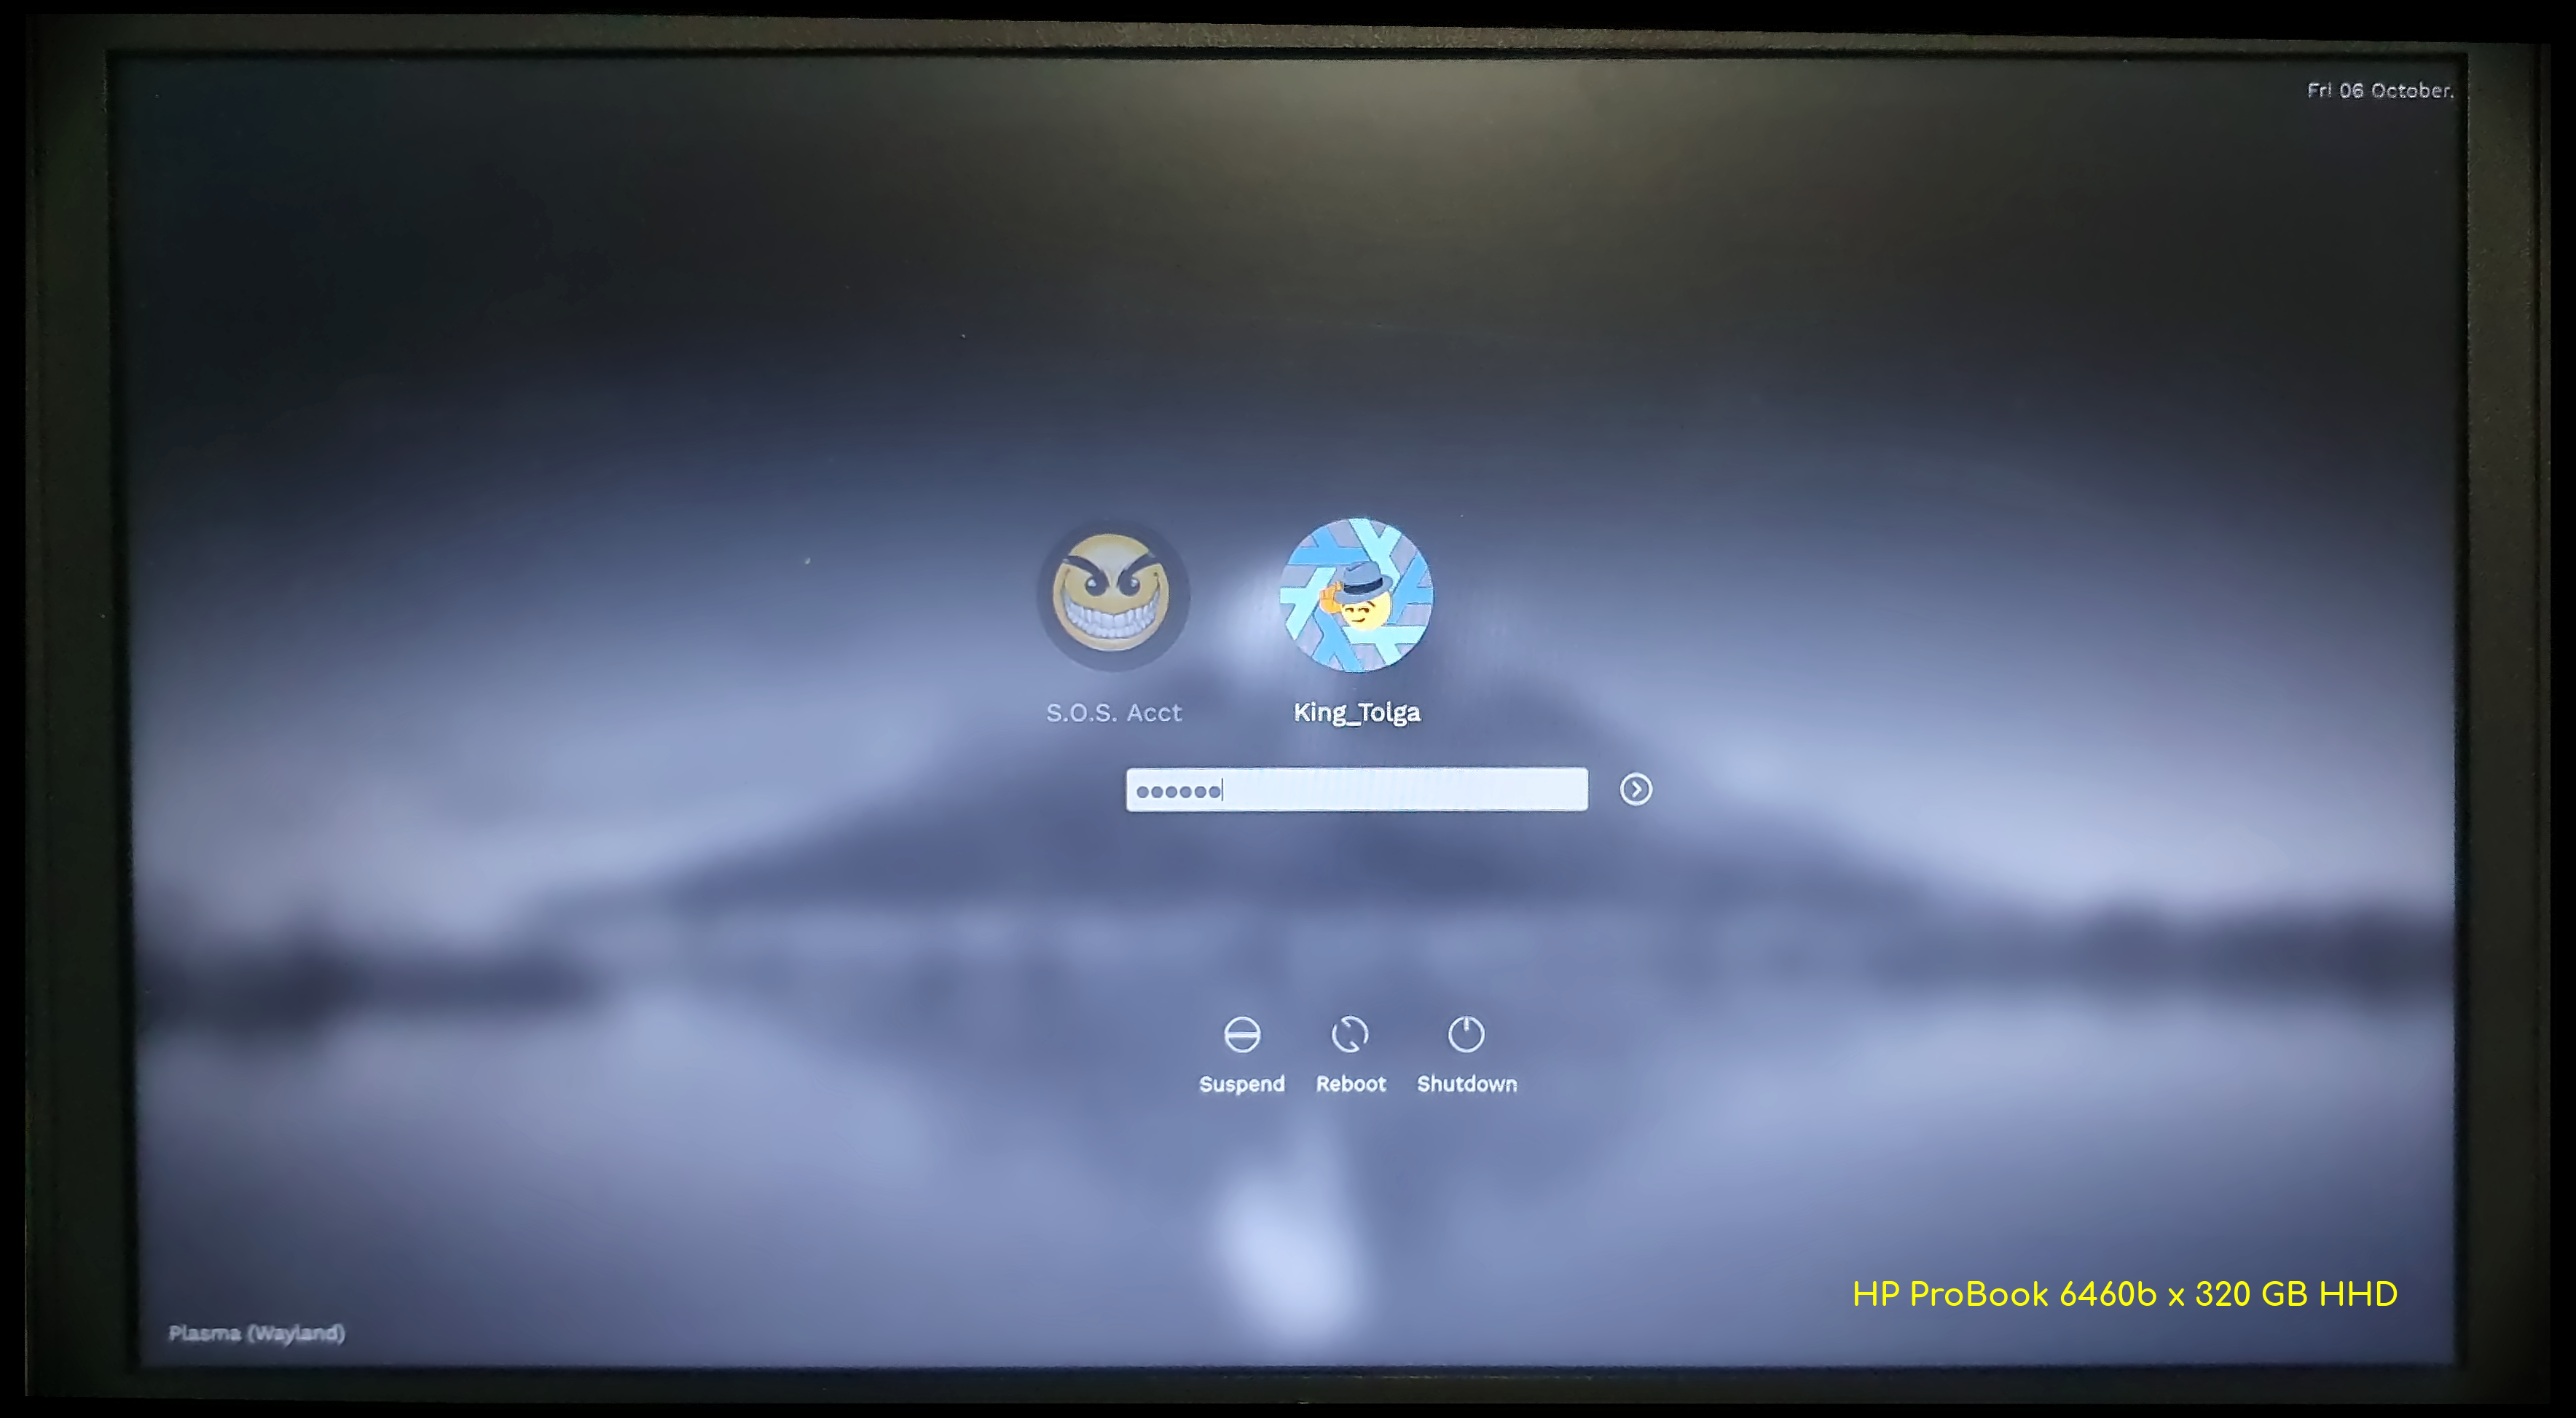 Fri 06 October.
S.O.S. Acct
King_Tolga
Suspend
Reboot
Shutdown
HP ProBook 6460b x 320 GB HHD
Plasma (Wayland)